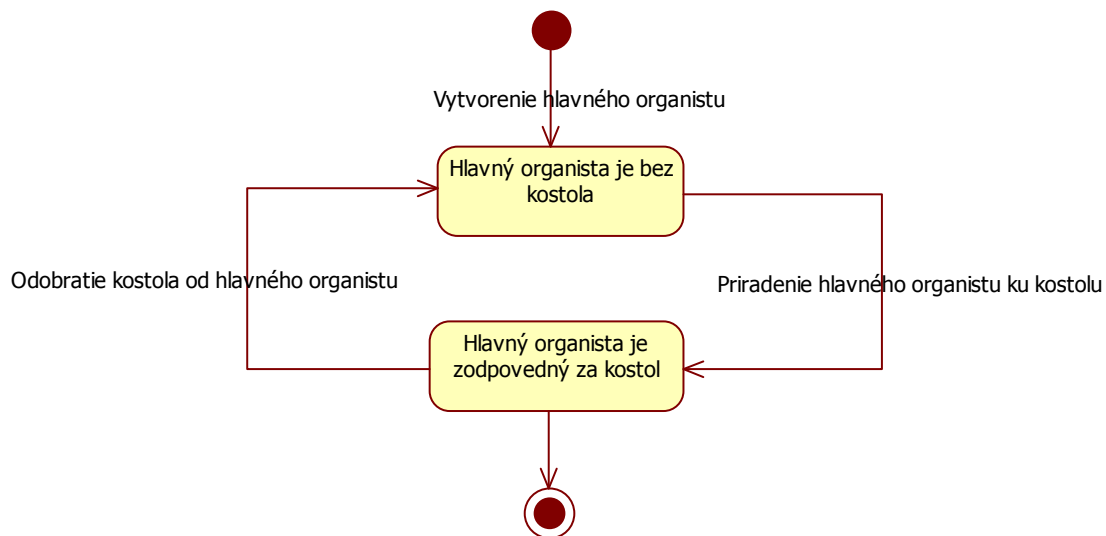 Vytvorenie hlavného organistu
Hlavný organista je bez
kostola
Odobratie kostola od hlavného organistu
Priradenie hlavného organistu ku kostolu
Hlavný organista je
zodpovedný za kostol